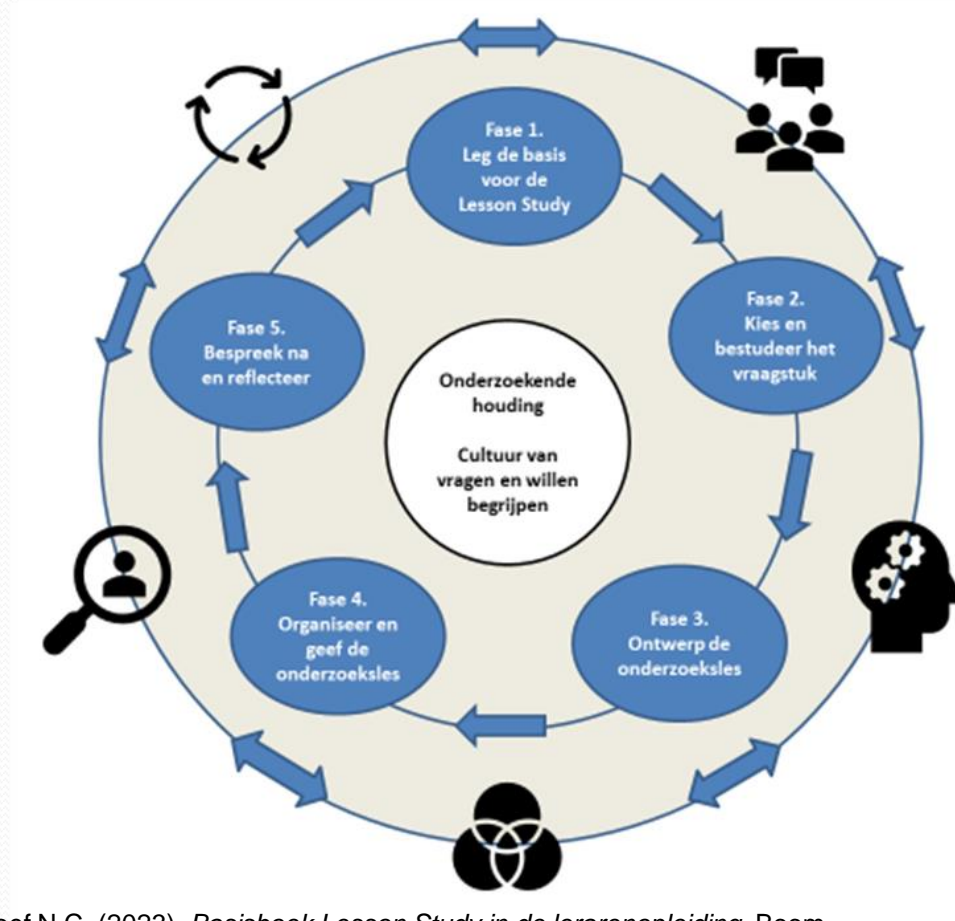 Fase 1.
Leg de basis
voor de
Lesson Study
Fase 2.
Kies en
bestudeer het
vraagstuk
Fase 3.
Ontwerp de
onderzoeksles
Fase 4.
Organiseer en
geef de
onderzoeksles
Fase 5.
Bespreek na
en reflecteer
Onderzoekende
houding
Cultuur van
vragen en willen
begrijpen
N.C. (2023). Basisboek Lesson Study in de lerarenopleiding. Boom